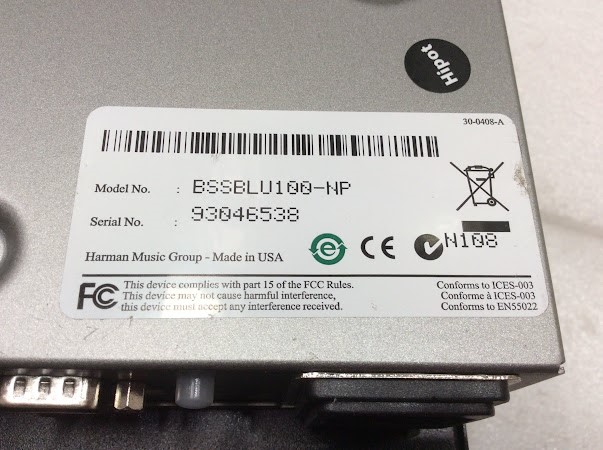 Hipot
30-0408-A
Model No. : BSSBLU100-NP
Serial No. : 93046538
Harman Music Group - Made in USA
e CE N108
FC This device complies with part 15 of the FCC Rules.
This device may not cause harmful interference,
this device must accept any interference received.
Conforms to ICES-003
Conforme à ICES-003
Conforms to EN55022